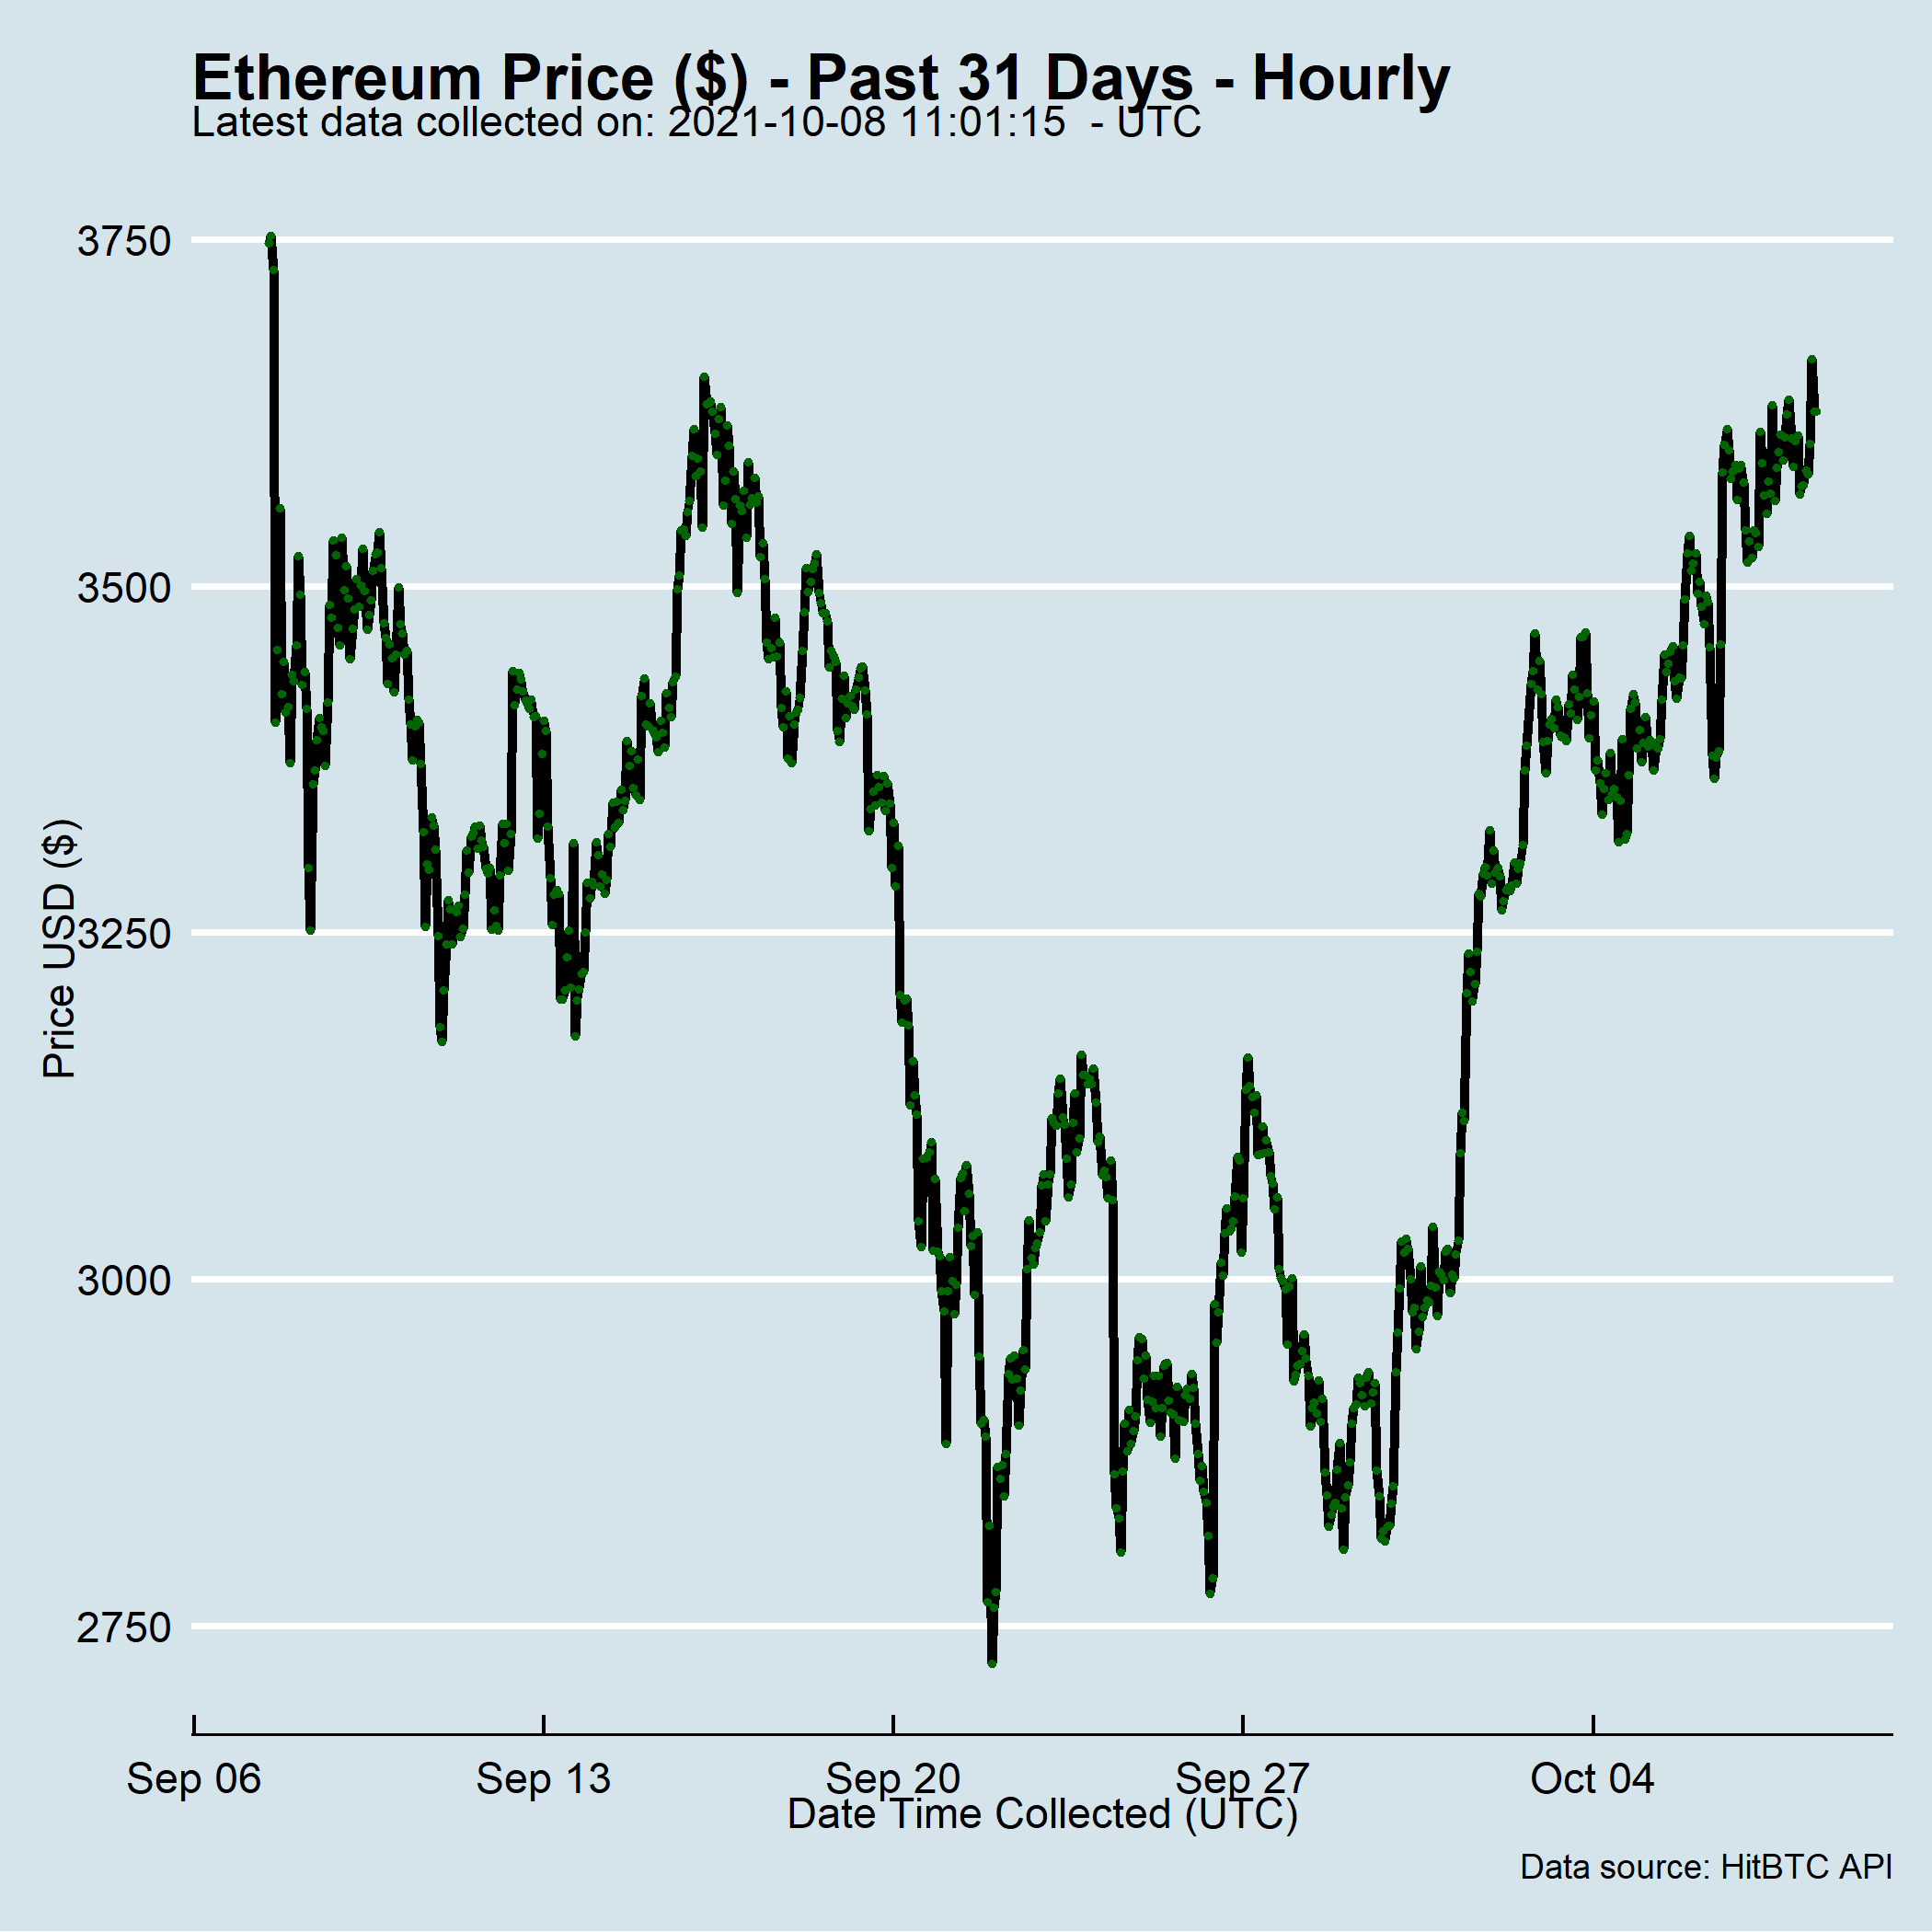 Ethereum Price ($) - Past 31 Days - Hourly
Latest data collected on: 2021-10-08 11:01:15  - UTC
3750
3500
3250
3000
2750
Price USD ($)
Sep 06
Sep 13
Sep 20
Sep 27
Oct 04
Date Time Collected (UTC)
Data source: HitBTC API